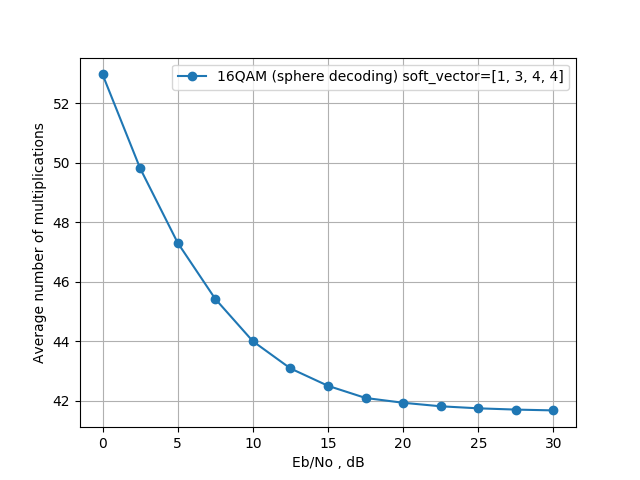 16QAM (sphere decoding) soft_vector=[1, 3, 4, 4]
52
50
48
46
44
42
Average number of multiplications
0 5 10 15 20 25 30
Eb/No , dB